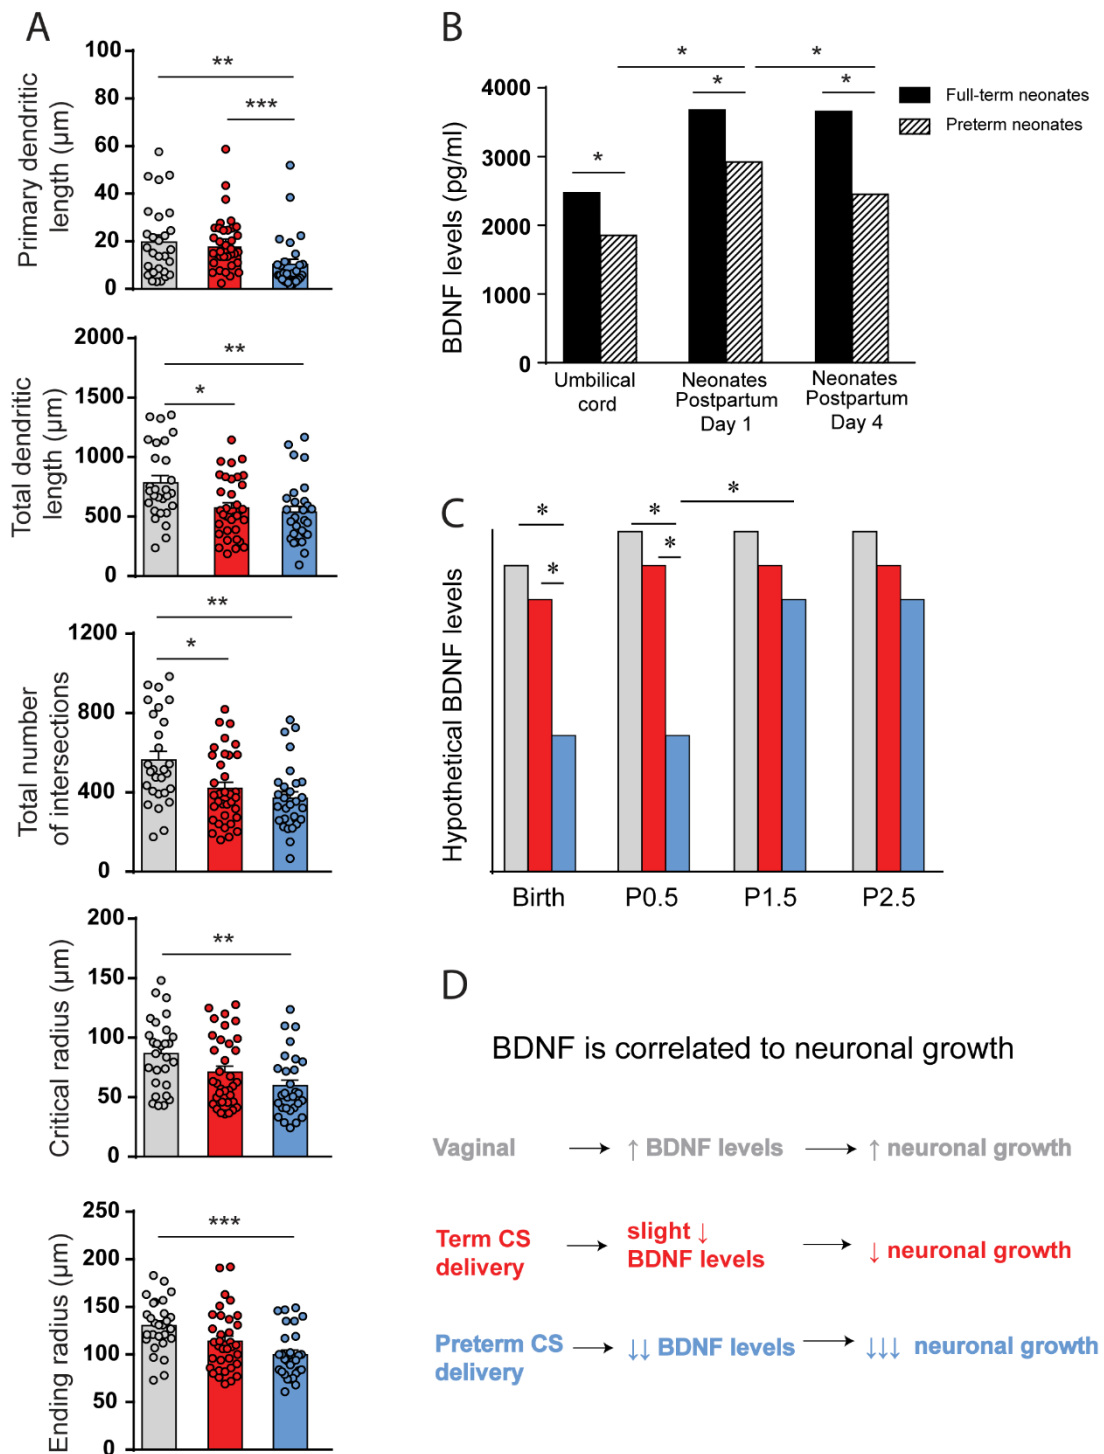 A
Primary dendritic
length (µm)
100
80
60
40
20
0
**
***
Total dendritic
length (µm)
2000
1500
1000
500
0
**
*
Total number
of intersections
1200
800
400
0
**
*
Critical radius (µm)
200
150
100
50
0
**
Ending radius (µm)
250
200
150
100
50
0
***
B
BDNF levels (pg/ml)
4000
3000
2000
4000
0
*
*
*
*
*
Full-term neonates
Preterm neonates
Umbilical
cord
Neonates
Postpartum
Day 1
Neonates
Postpartum
Day 4
C
Hypothetical BDNF levels
*
*
*
*
*
Birth
P0.5
P1.5
P2.5
D
BDNF is correlated to neuronal growth
Vaginal → ↑ BDNF levels → ↑ neuronal growth
Term CS
delivery
→
slight ↓
BDNF levels
→ ↓ neuronal growth
Preterm CS
delivery
→ ↓↓ BDNF levels → ↓↓↓ neuronal growth